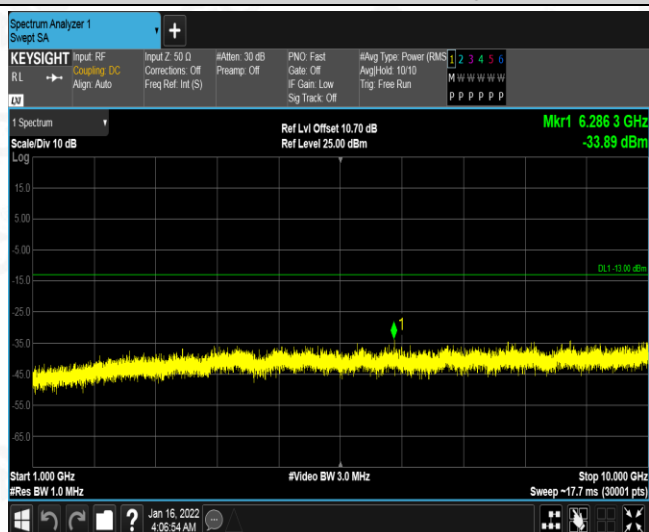 Spectrum Analyzer 1
Swept SA
+
KEYSIGHT
RL
LXI
Input: RF
Coupling: DC
Align: Auto
Input Z: 50 Ω
Corrections: Off
Freq Ref: Int (S)
#Atten: 30 dB
Preamp: Off
PNO: Fast
Gate: Off
IF Gain: Low
Sig Track: Off
#Avg Type: Power (RMS
Avg|Hold: 10/10
Trig: Free Run
1 2 3 4 5 6
M W W W W W
P P P P P P
1 Spectrum
Scale/Div 10 dB
Log
Ref Lvl Offset 10.70 dB
Ref Level 25.00 dBm
Mkr1 6.286 3 GHz
-33.89 dBm
15.0
5.00
-5.00
-15.0
-25.0
-35.0
-45.0
-55.0
-65.0
DL1 -13.00 dBm
1
Start 1.000 GHz
#Res BW 1.0 MHz
#Video BW 3.0 MHz
Stop 10.000 GHz
Sweep ~17.7 ms (30001 pts)
?
Jan 16, 2022
4:06:54 AM